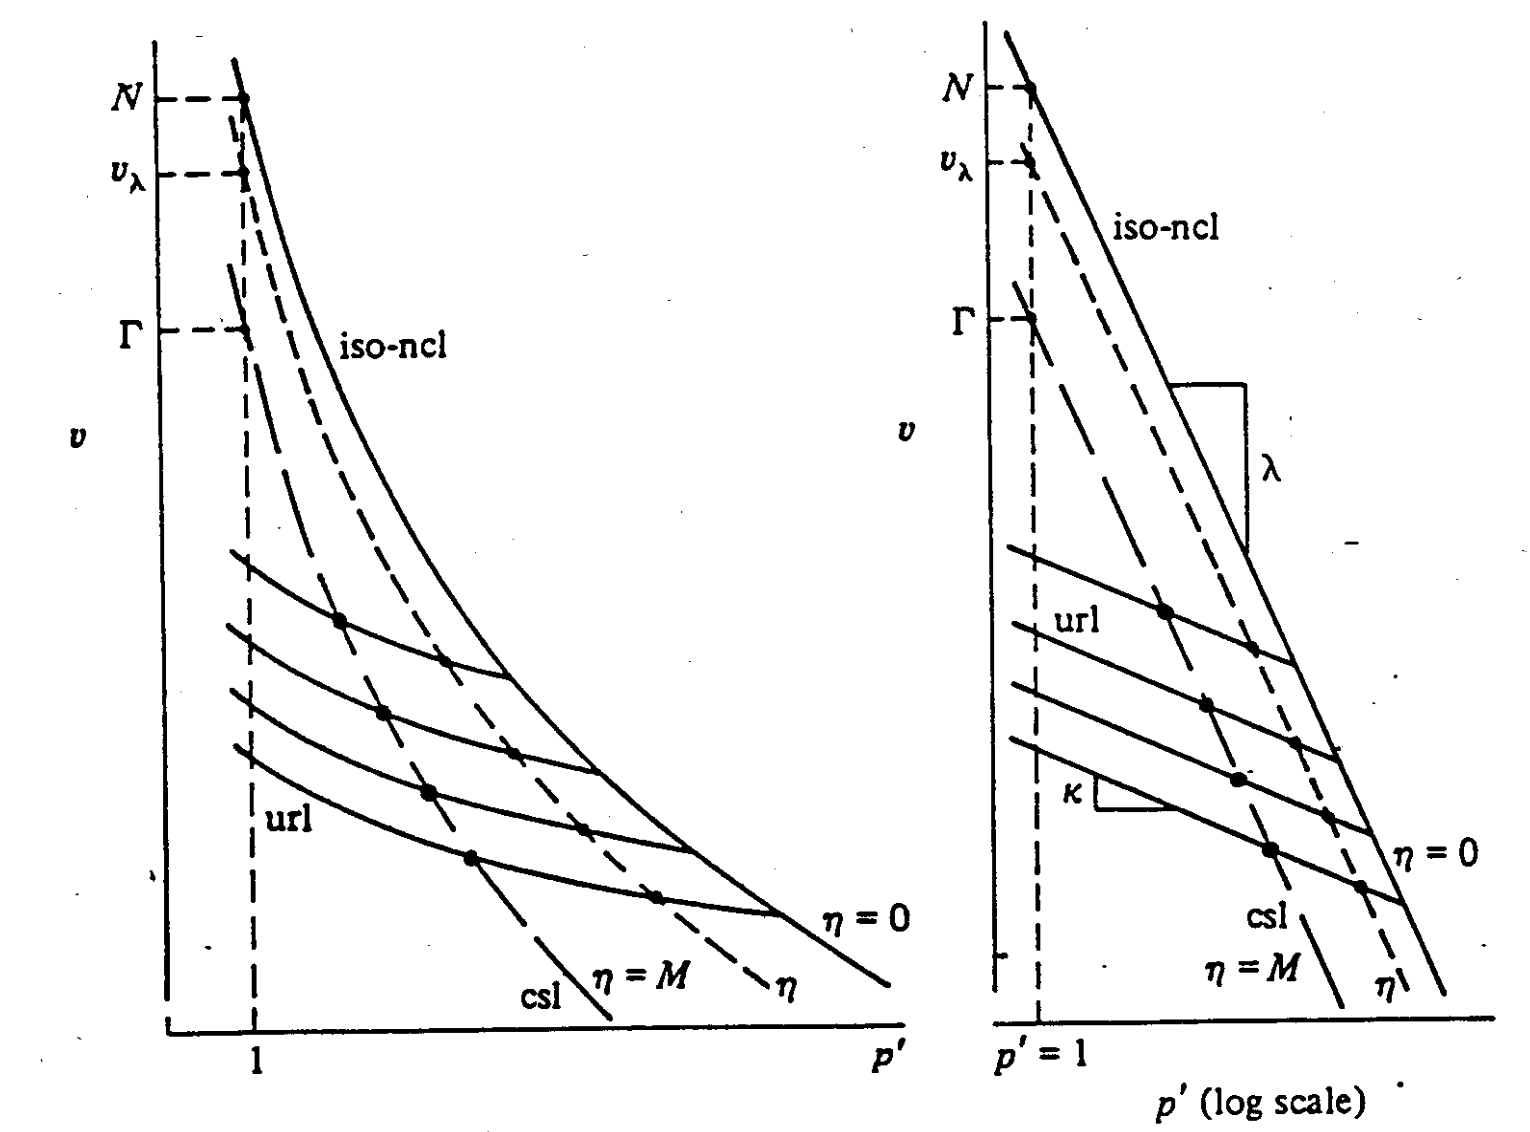 N
v_λ
Γ
v
iso-ncl
url
η = 0
η = M
csl
η
1
p'
N
v_λ
Γ
v
iso-ncl
λ
url
κ
η = 0
csl
η = M
η
p' = 1
p' (log scale)